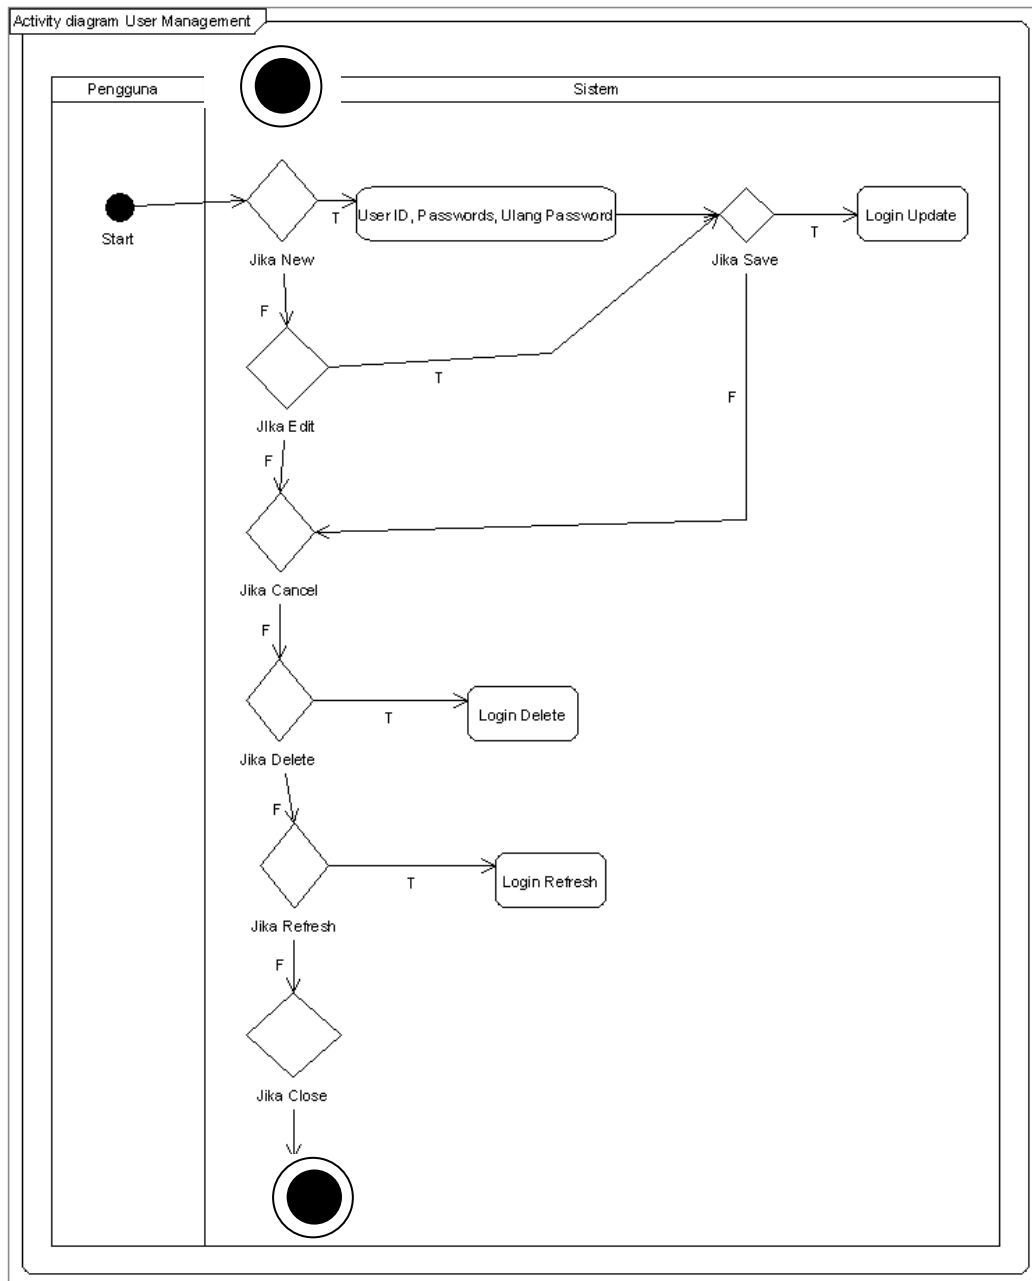 Activity diagram User Management
Pengguna
Sistem
Start
T
User ID, Passwords, Ulang Password
T
Login Update
Jika New
Jika Save
F
T
F
JIka Edit
F
Jika Cancel
F
T
Login Delete
Jika Delete
F
T
Login Refresh
Jika Refresh
F
Jika Close